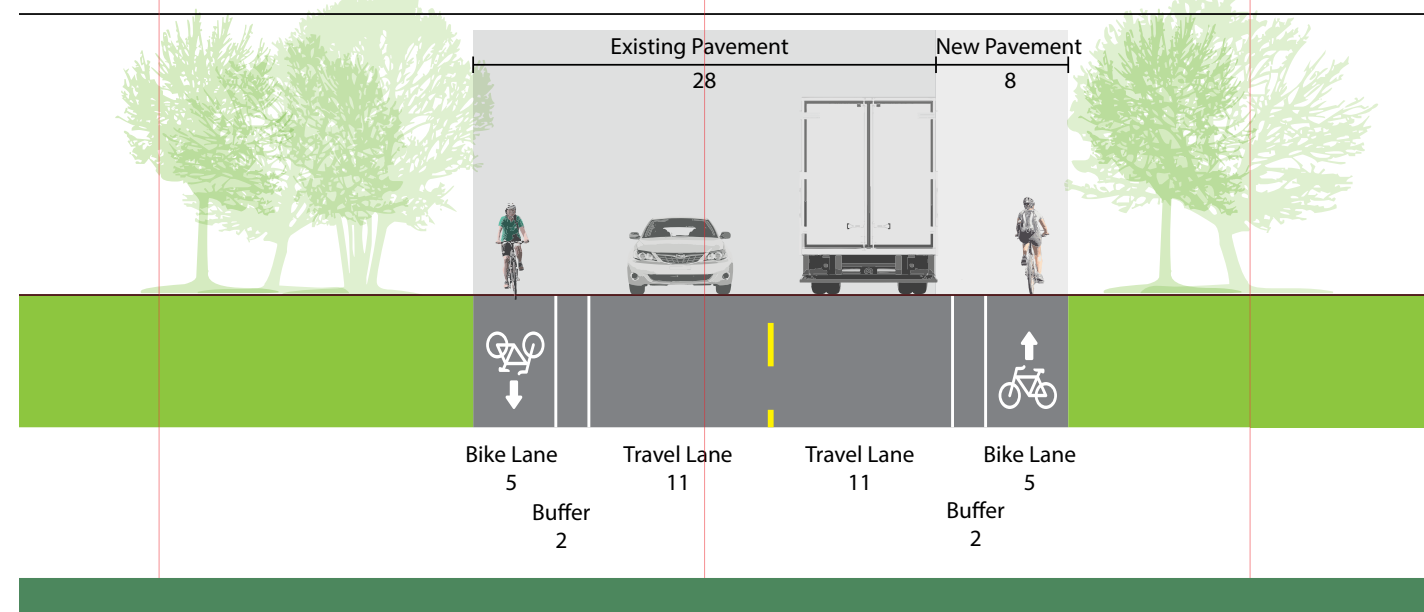 Existing Pavement
28
New Pavement
8
Bike Lane
5
Buffer
2
Travel Lane
11
Travel Lane
11
Buffer
2
Bike Lane
5